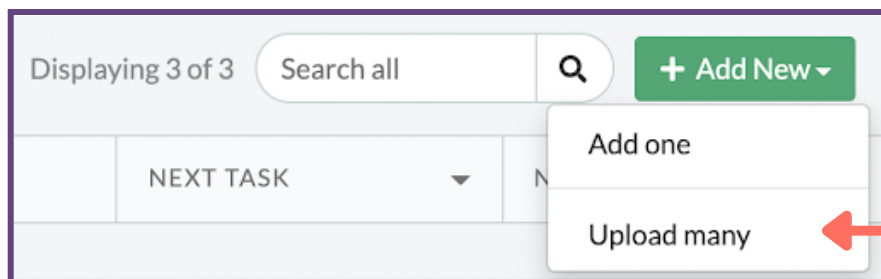 Displaying 3 of 3 Search all + Add New
Add one
NEXT TASK N
Upload many